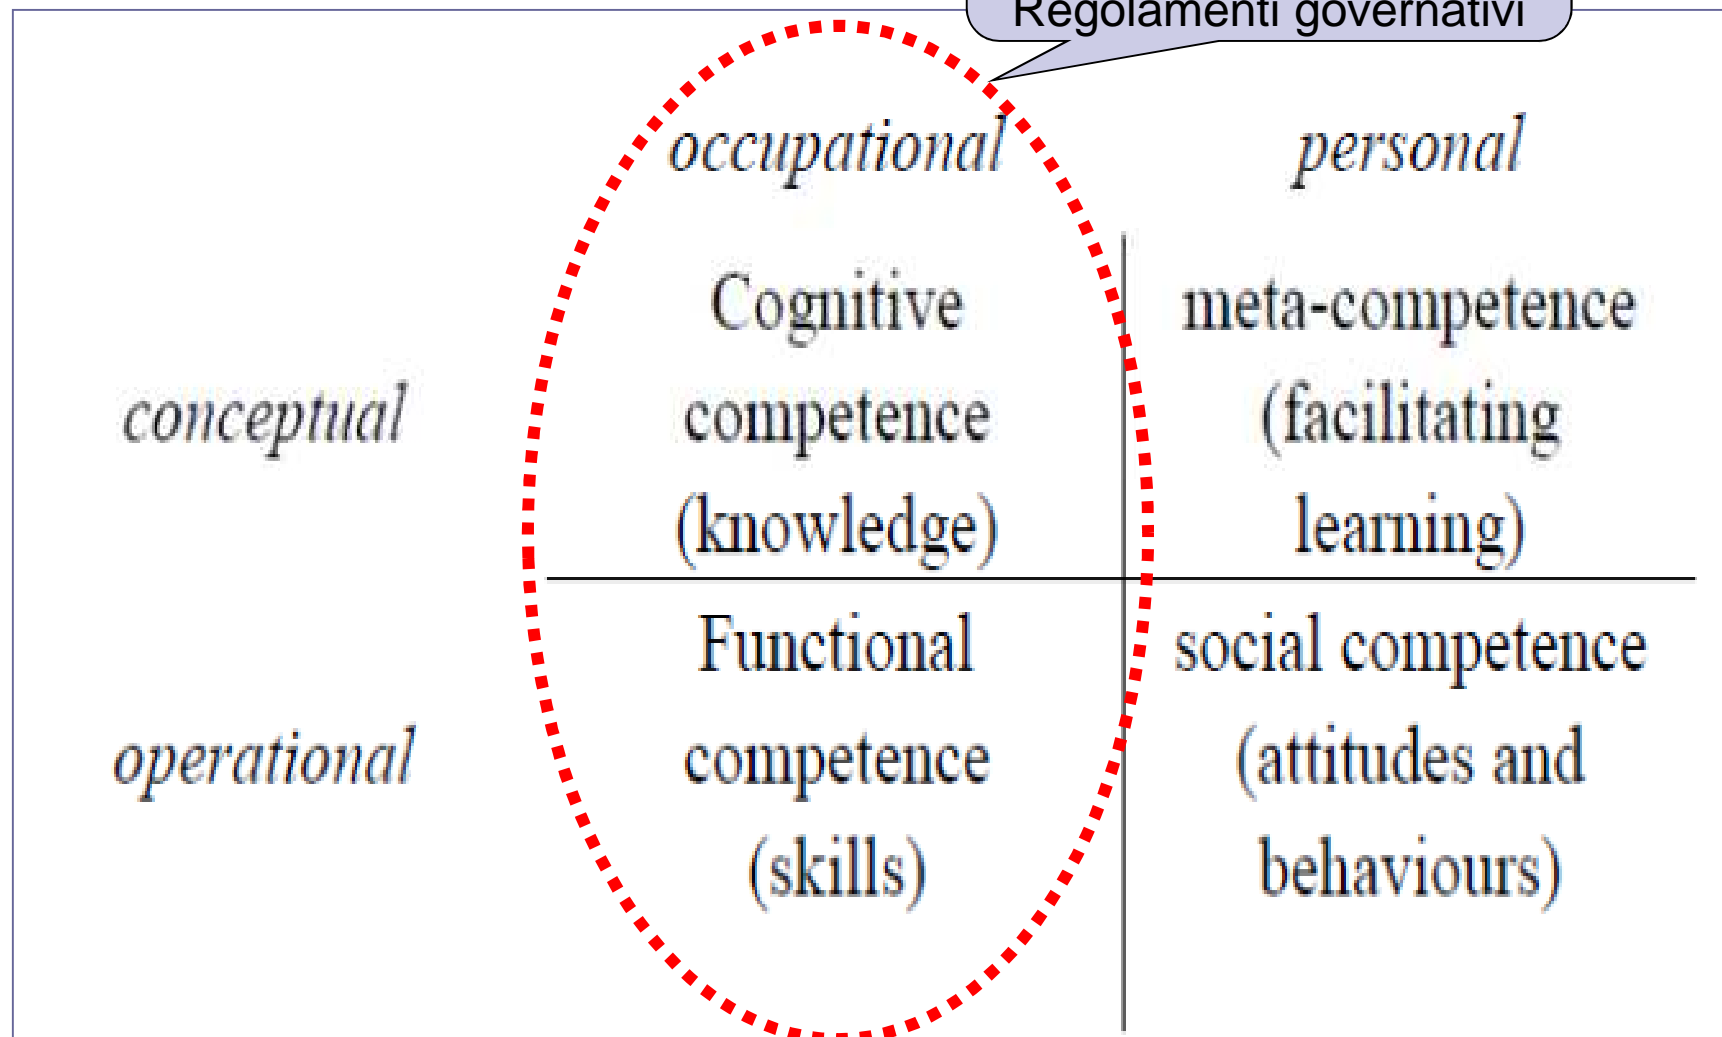 Regolamenti governativi
occupational
personal
conceptual
Cognitive
competence
(knowledge)
meta-competence
(facilitating
learning)
operational
Functional
competence
(skills)
social competence
(attitudes and
behaviours)